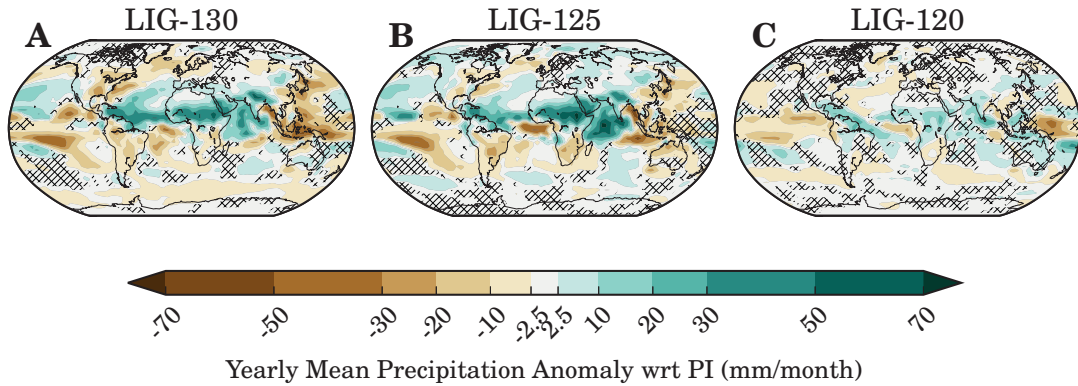 A LIG-130
B LIG-125
C LIG-120
-70 -50 -30 -20 -10 -2.5 2.5 10 20 30 50 70
Yearly Mean Precipitation Anomaly wrt PI (mm/month)